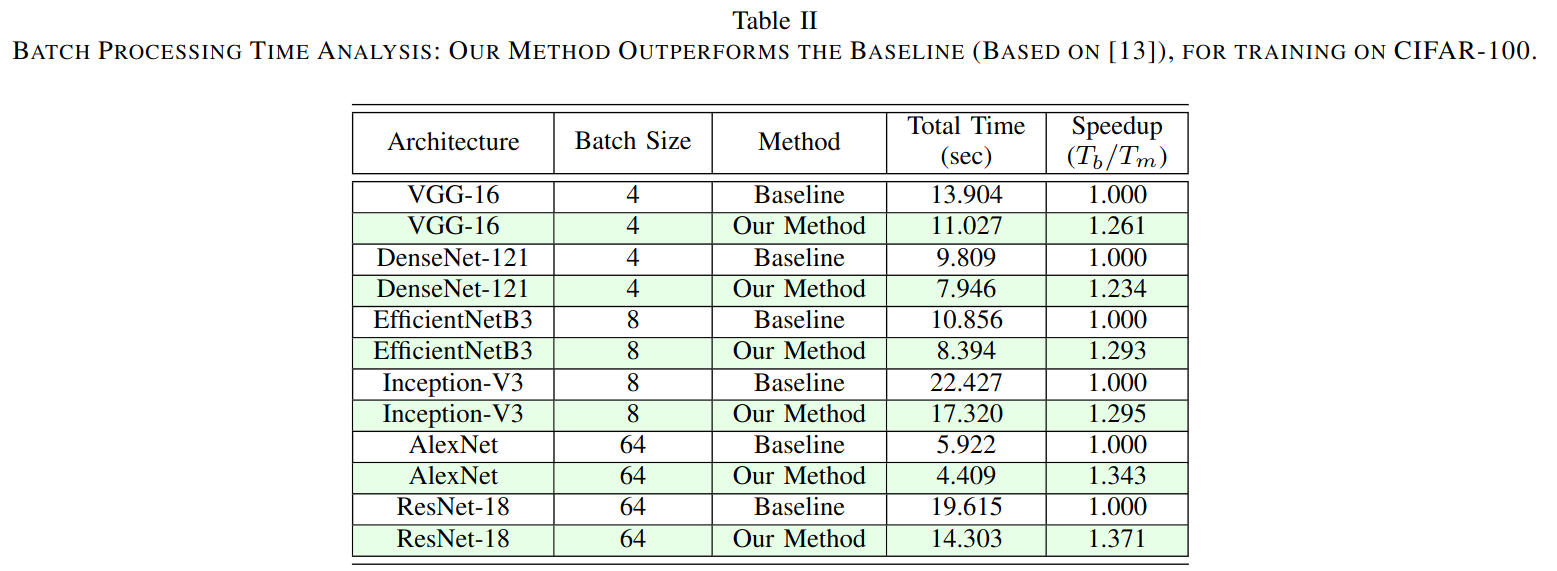 Table II
BATCH PROCESSING TIME ANALYSIS: OUR METHOD OUTPERFORMS THE BASELINE (BASED ON [13]), FOR TRAINING ON CIFAR-100.
Architecture Batch Size Method Total Time (sec) Speedup (T_b/T_m)
VGG-16 4 Baseline 13.904 1.000
VGG-16 4 Our Method 11.027 1.261
DenseNet-121 4 Baseline 9.809 1.000
DenseNet-121 4 Our Method 7.946 1.234
EfficientNetB3 8 Baseline 10.856 1.000
EfficientNetB3 8 Our Method 8.394 1.293
Inception-V3 8 Baseline 22.427 1.000
Inception-V3 8 Our Method 17.320 1.295
AlexNet 64 Baseline 5.922 1.000
AlexNet 64 Our Method 4.409 1.343
ResNet-18 64 Baseline 19.615 1.000
ResNet-18 64 Our Method 14.303 1.371